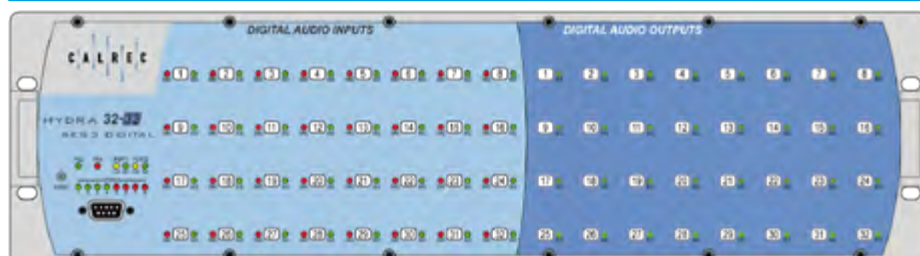 DIGITAL AUDIO INPUTS DIGITAL AUDIO OUTPUTS
CALREC
1 2 3 4 5 6 7 8 1 2 3 4 5 6 7 8
HYDRA 32-33
AES3 DIGITAL
9 10 11 12 13 14 15 16 9 10 11 12 13 14 15 16
17 18 19 20 21 22 23 24 17 18 19 20 21 22 23 24
25 26 27 28 29 30 31 32 25 26 27 28 29 30 31 32